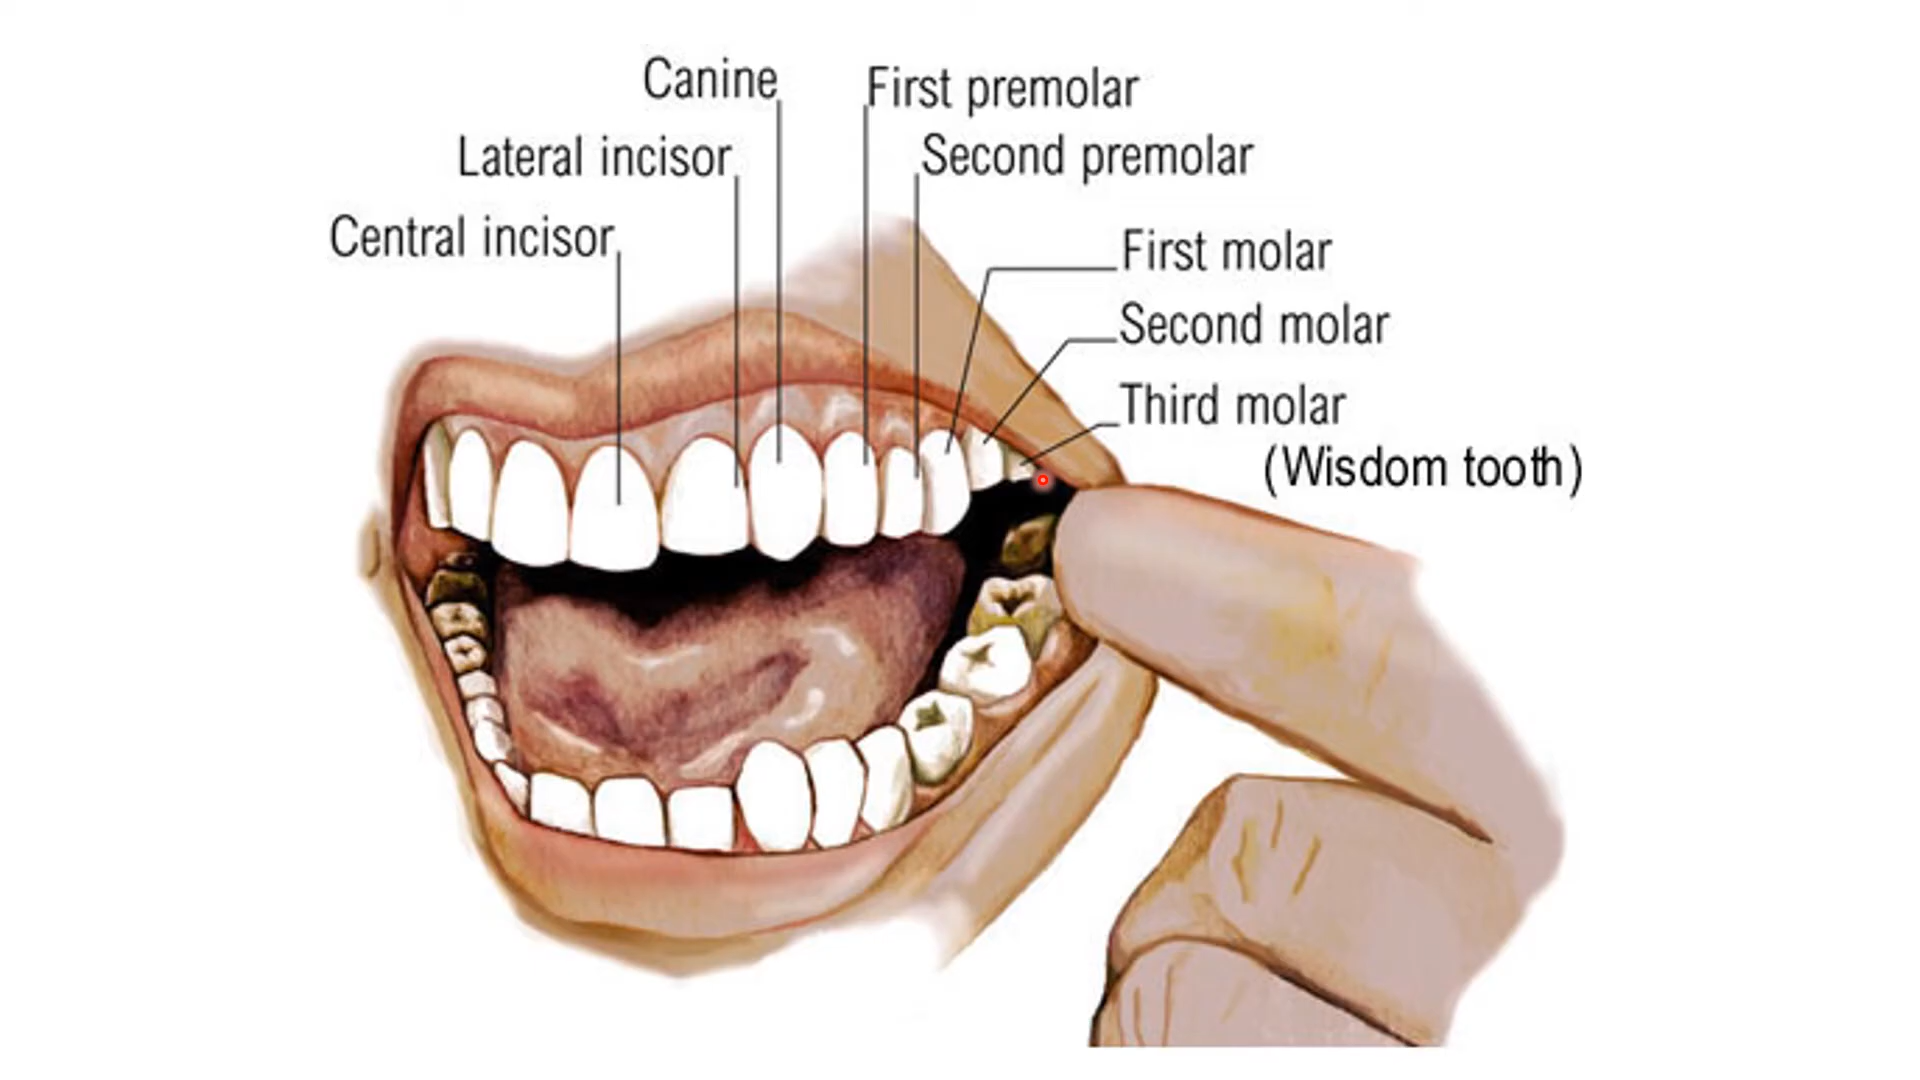 Canine
First premolar
Lateral incisor
Second premolar
Central incisor
First molar
Second molar
Third molar
(Wisdom tooth)